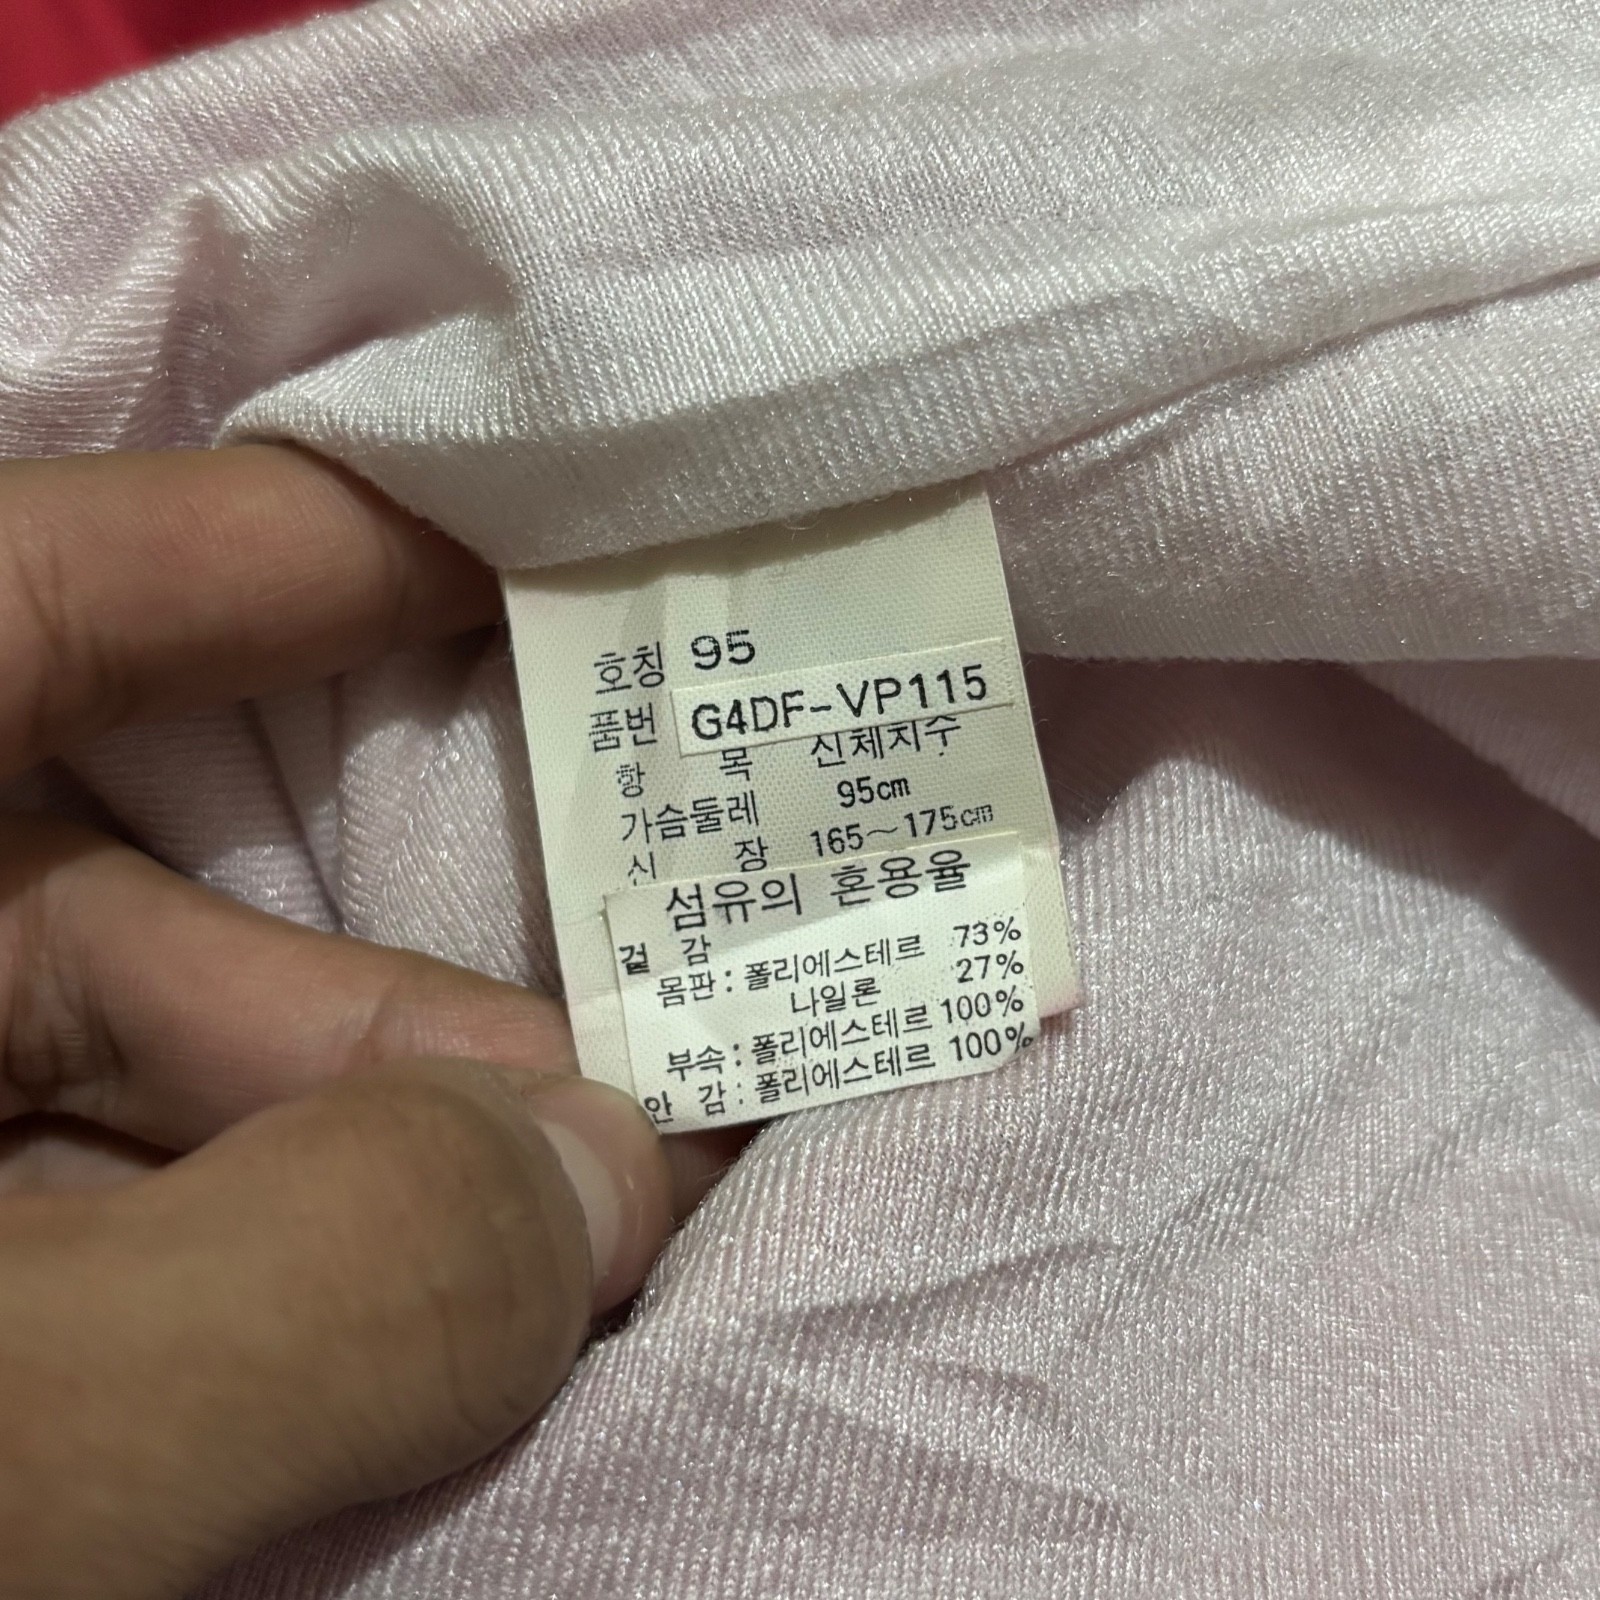 호칭 95
품번 G4DF-VP115
항 목 신체치수
가슴둘레 95cm
신 장 165~175cm
섬유의 혼용율
겉 감
몸판: 폴리에스테르 73%
나일론 27%
부속: 폴리에스테르 100%
안 감: 폴리에스테르 100%